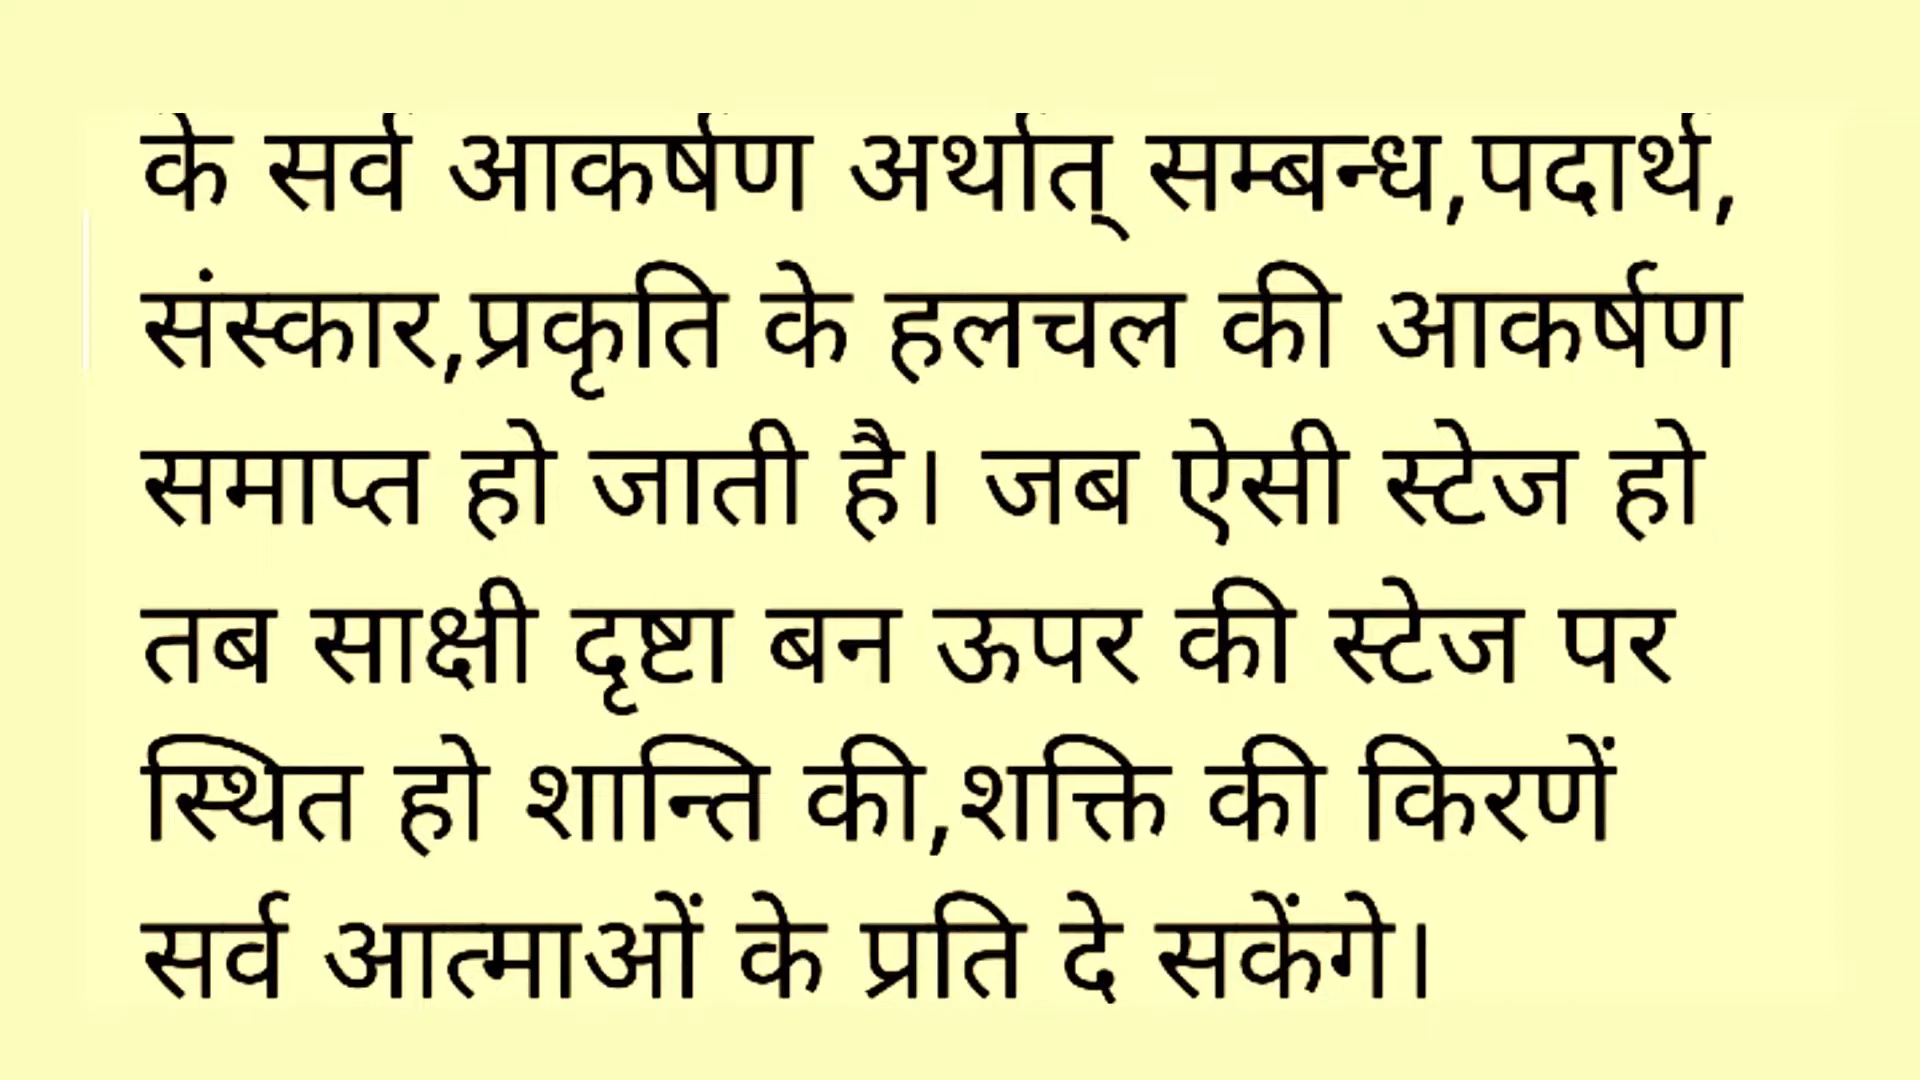 के सर्व आकर्षण अर्थात् सम्बन्ध,पदार्थ,
संस्कार,प्रकृति के हलचल की आकर्षण
समाप्त हो जाती है। जब ऐसी स्टेज हो
तब साक्षी दृष्टा बन ऊपर की स्टेज पर
स्थित हो शान्ति की,शक्ति की किरणें
सर्व आत्माओं के प्रति दे सकेंगे।